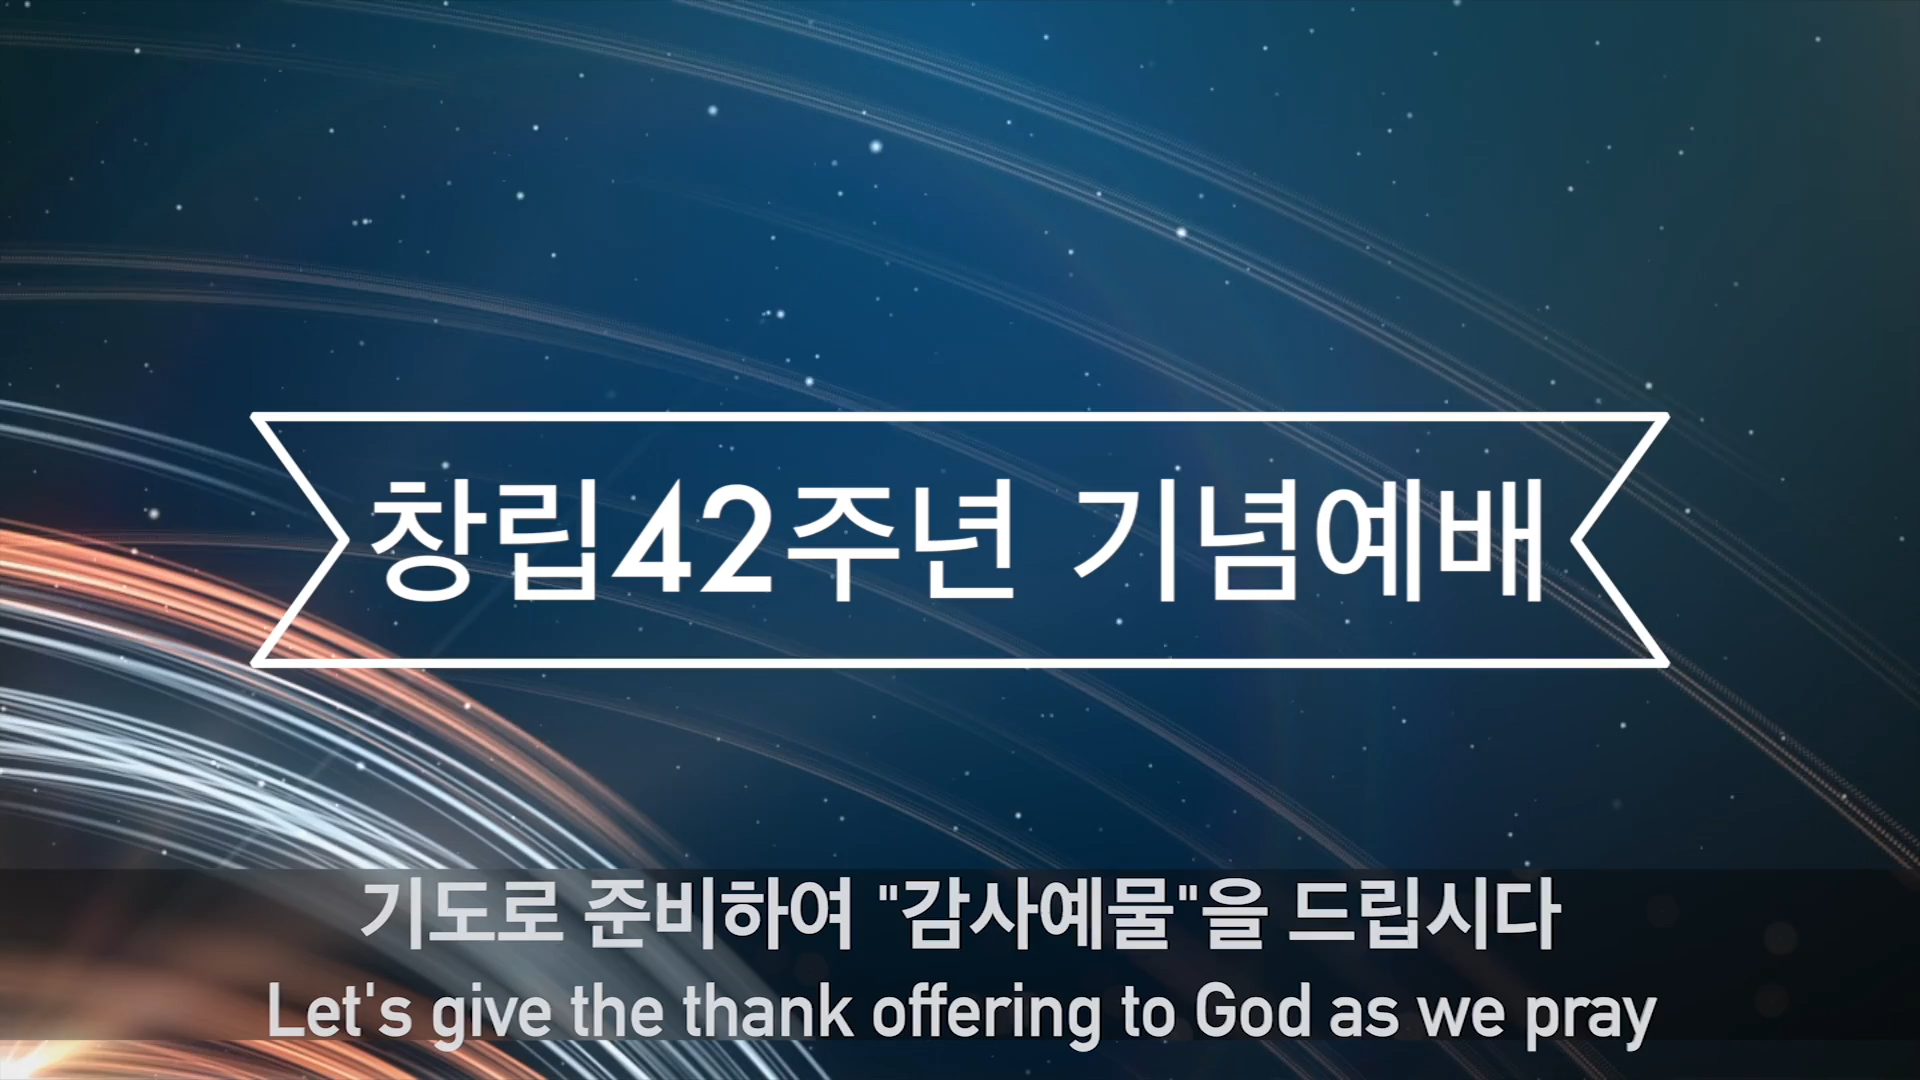 창립42주년 기념예배
기도로 준비하여 "감사예물"을 드립시다
Let's give the thank offering to God as we pray